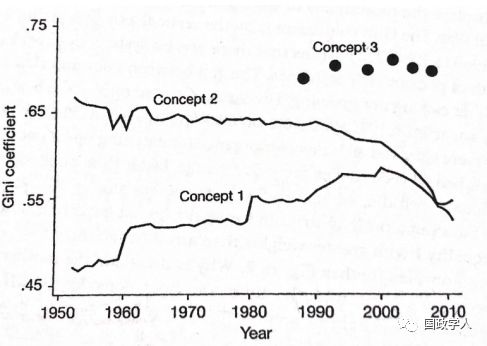 .75
Concept 3
Concept 2
.65
Concept 1
.55
.45
Gini coefficient
1950 1960 1970 1980 1990 2000 2010
Year
国政学人